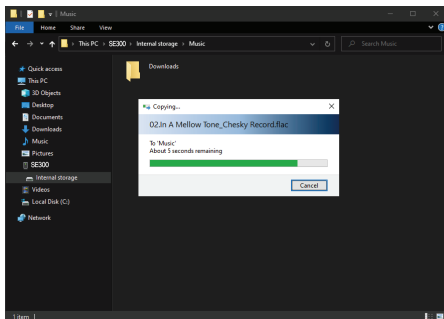 Music
File Home Share View
This PC › SE300 › Internal storage › Music
Search Music
Quick access
This PC
3D Objects
Desktop
Documents
Downloads
Music
Pictures
SE300
Internal storage
Videos
Local Disk (C:)
Network
Downloads
Copying...
02.In A Mellow Tone_Chesky Record.flac
To 'Music'
About 5 seconds remaining
Cancel
1 item